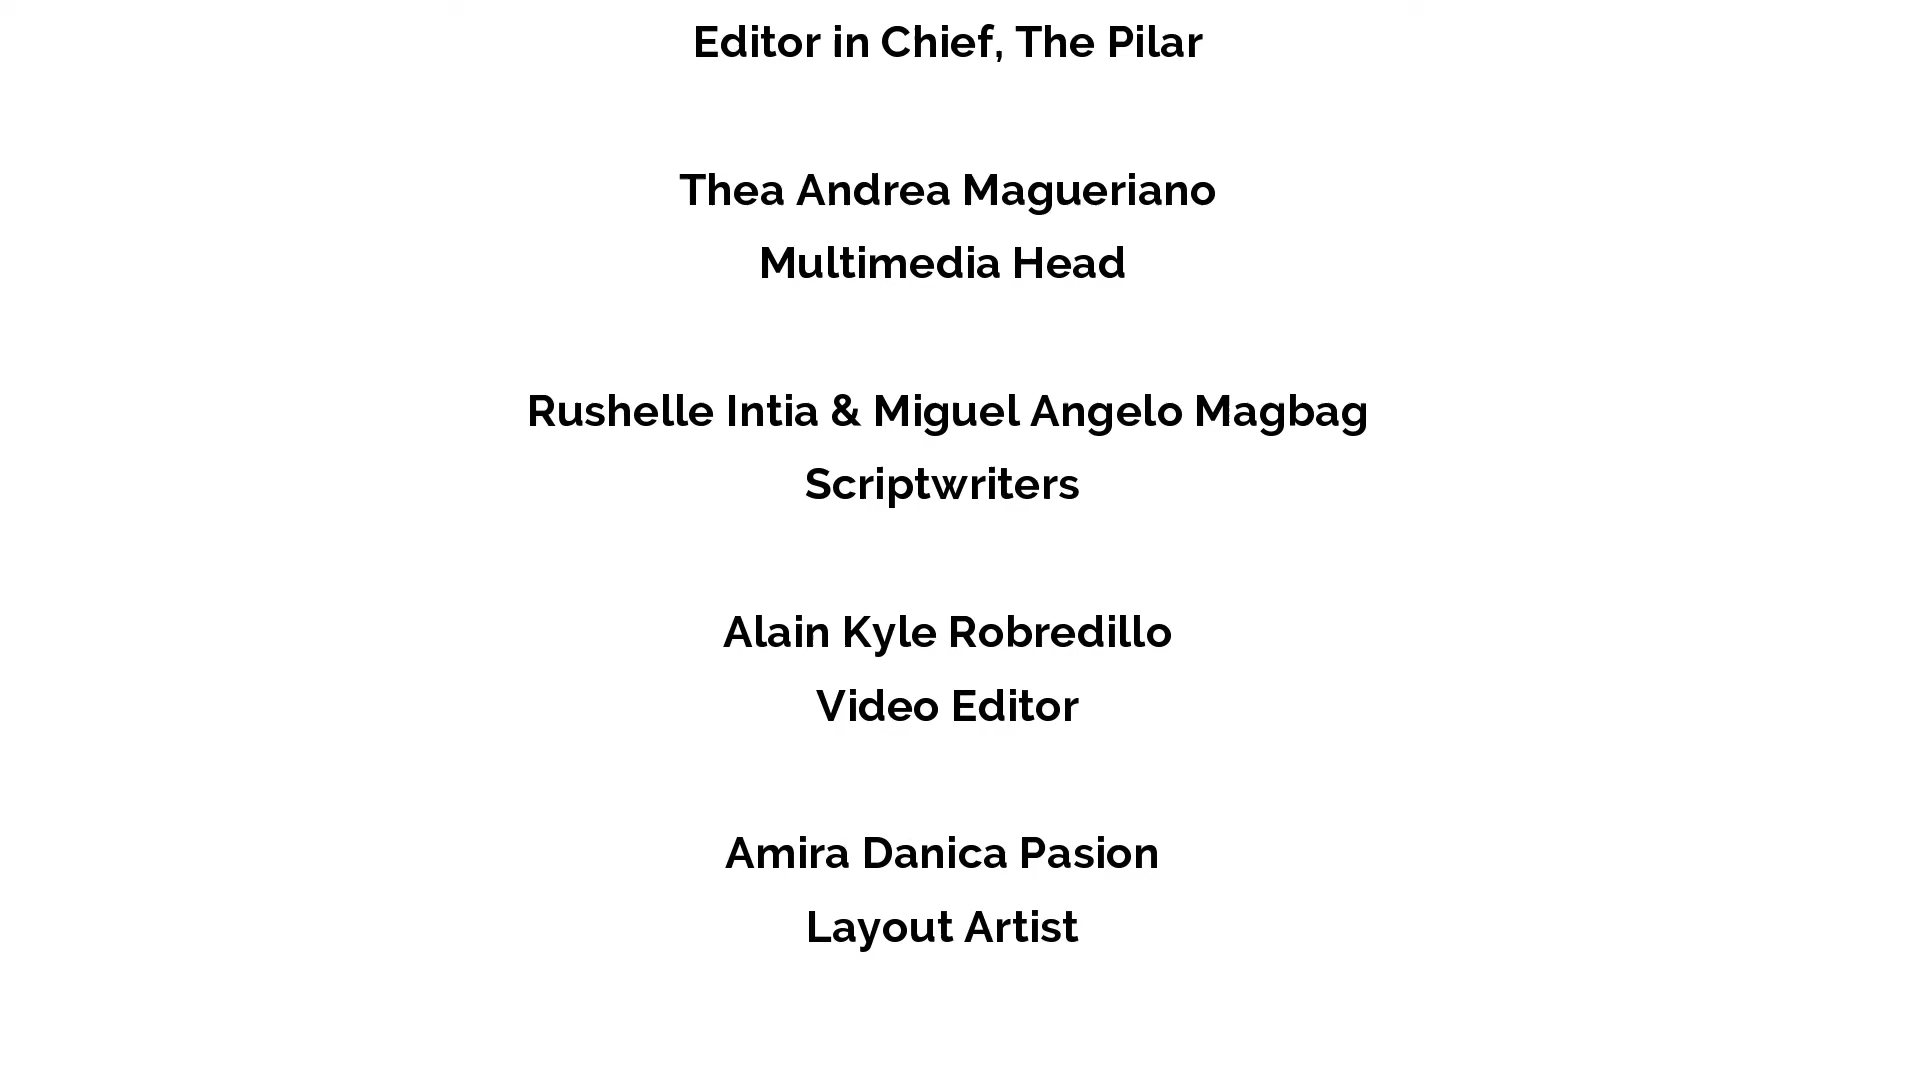 Editor in Chief, The Pilar
Thea Andrea Magueriano
Multimedia Head
Rushelle Intia & Miguel Angelo Magbag
Scriptwriters
Alain Kyle Robredillo
Video Editor
Amira Danica Pasion
Layout Artist